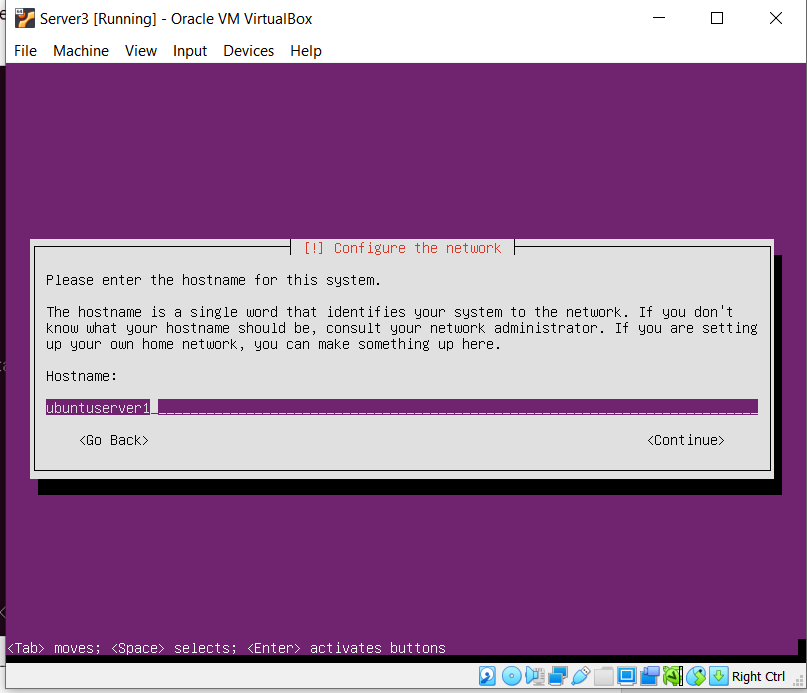 Server3 [Running] - Oracle VM VirtualBox
File Machine View Input Devices Help
[!] Configure the network
Please enter the hostname for this system.
The hostname is a single word that identifies your system to the network. If you don't
know what your hostname should be, consult your network administrator. If you are setting
up your own home network, you can make something up here.
Hostname:
ubuntuserver1
<Go Back> <Continue>
<Tab> moves; <Space> selects; <Enter> activates buttons
Right Ctrl